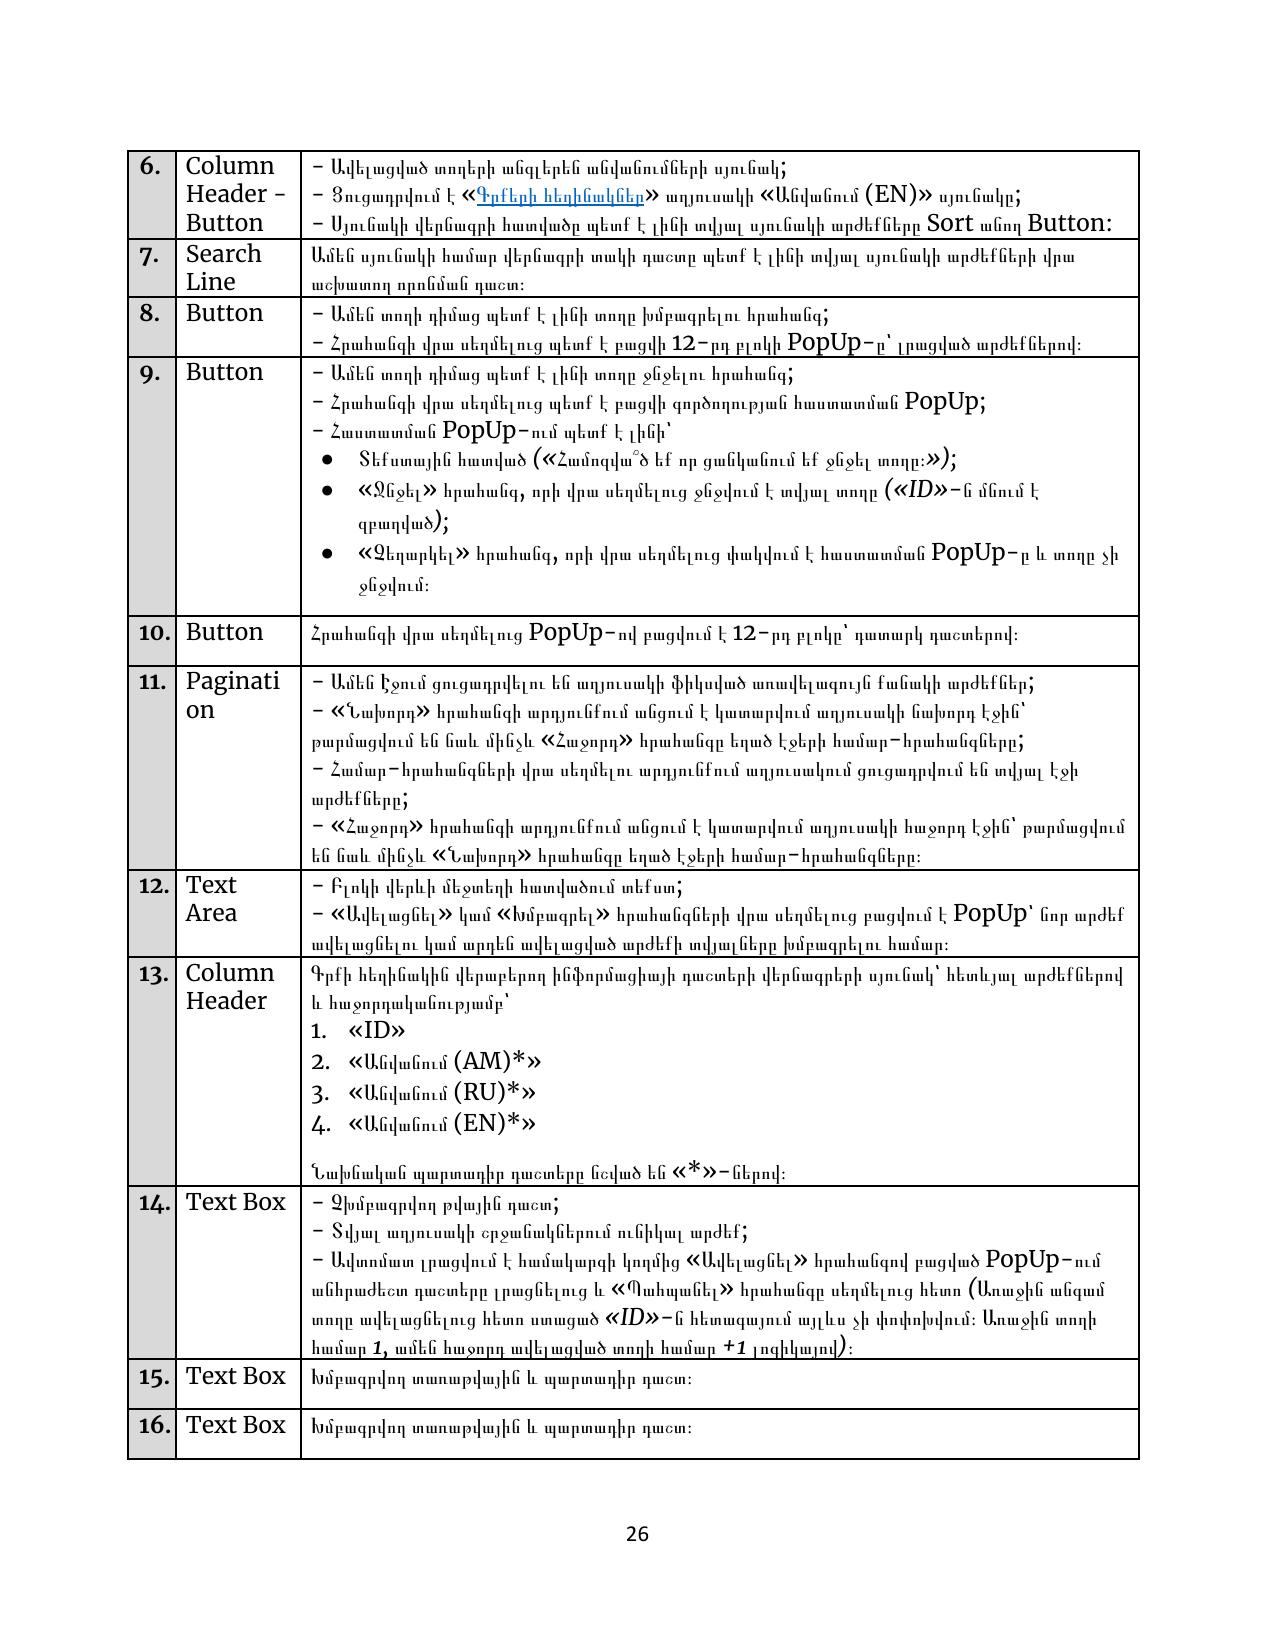 6. Column Header - Button
– Ավելացված տողերի անգլերեն անվանումների սյունակ;
– Ցուցադրվում է «Գրքերի հեղինակներ» աղյուսակի «Անվանում (EN)» սյունակը;
– Սյունակի վերնագրի հատվածը պետք է լինի տվյալ սյունակի արժեքները Sort անող Button:
7. Search Line
Ամեն սյունակի համար վերնագրի տակի դաշտը պետք է լինի տվյալ սյունակի արժեքների վրա
աշխատող որոնման դաշտ:
8. Button
– Ամեն տողի դիմաց պետք է լինի տողը խմբագրելու հրահանգ;
– Հրահանգի վրա սեղմելուց պետք է բացվի 12-րդ բլոկի PopUp-ը՝ լրացված արժեքներով:
9. Button
– Ամեն տողի դիմաց պետք է լինի տողը ջնջելու հրահանգ;
– Հրահանգի վրա սեղմելուց պետք է բացվի գործողության հաստատման PopUp;
– Հաստատման PopUp-ում պետք է լինի՝
● Տեքստային հատված («Համոզվա՞ծ եք որ ցանկանում եք ջնջել տողը:»);
● «Ջնջել» հրահանգ, որի վրա սեղմելուց ջնջվում է տվյալ տողը («ID»-ն մնում է
զբաղված);
● «Չեղարկել» հրահանգ, որի վրա սեղմելուց փակվում է հաստատման PopUp-ը և տողը չի
ջնջվում:
10. Button
Հրահանգի վրա սեղմելուց PopUp-ով բացվում է 12-րդ բլոկը՝ դատարկ դաշտերով:
11. Pagination
– Ամեն էջում ցուցադրվելու են աղյուսակի ֆիկսված առավելագույն քանակի արժեքներ;
– «Նախորդ» հրահանգի արդյունքում անցում է կատարվում աղյուսակի նախորդ էջին՝
թարմացվում են նաև մինչև «Հաջորդ» հրահանգը եղած էջերի համար-հրահանգները;
– Համար-հրահանգների վրա սեղմելու արդյունքում աղյուսակում ցուցադրվում են տվյալ էջի
արժեքները;
– «Հաջորդ» հրահանգի արդյունքում անցում է կատարվում աղյուսակի հաջորդ էջին՝ թարմացվում
են նաև մինչև «Նախորդ» հրահանգը եղած էջերի համար-հրահանգները:
12. Text Area
– Բլոկի վերևի մեջտեղի հատվածում տեքստ;
– «Ավելացնել» կամ «Խմբագրել» հրահանգների վրա սեղմելուց բացվում է PopUp՝ նոր արժեք
ավելացնելու կամ արդեն ավելացված արժեքի տվյալները խմբագրելու համար:
13. Column Header
Գրքի հեղինակին վերաբերող ինֆորմացիայի դաշտերի վերնագրերի սյունակ՝ հետևյալ արժեքներով
և հաջորդականությամբ՝
1. «ID»
2. «Անվանում (AM)*»
3. «Անվանում (RU)*»
4. «Անվանում (EN)*»
Նախնական պարտադիր դաշտերը նշված են «*»-ներով:
14. Text Box
– Չխմբագրվող թվային դաշտ;
– Տվյալ աղյուսակի շրջանակներում ունիկալ արժեք;
– Ավտոմատ լրացվում է համակարգի կողմից «Ավելացնել» հրահանգով բացված PopUp-ում
անհրաժեշտ դաշտերը լրացնելուց և «Պահպանել» հրահանգը սեղմելուց հետո (Առաջին անգամ
տողը ավելացնելուց հետո ստացած «ID»-ն հետագայում այլևս չի փոփոխվում: Առաջին տողի
համար 1, ամեն հաջորդ ավելացված տողի համար +1 լոգիկայով):
15. Text Box
Խմբագրվող տառաթվային և պարտադիր դաշտ:
16. Text Box
Խմբագրվող տառաթվային և պարտադիր դաշտ:
26